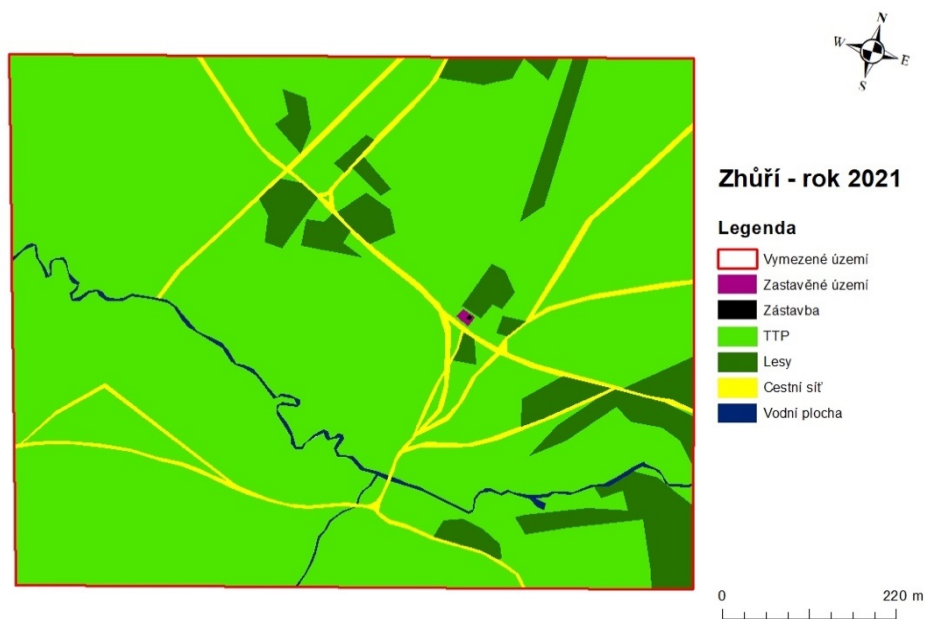 N
W
E
S
Zhůří - rok 2021
Legenda
Vymezené území
Zastavěné území
Zástavba
TTP
Lesy
Cestní síť
Vodní plocha
0 220 m